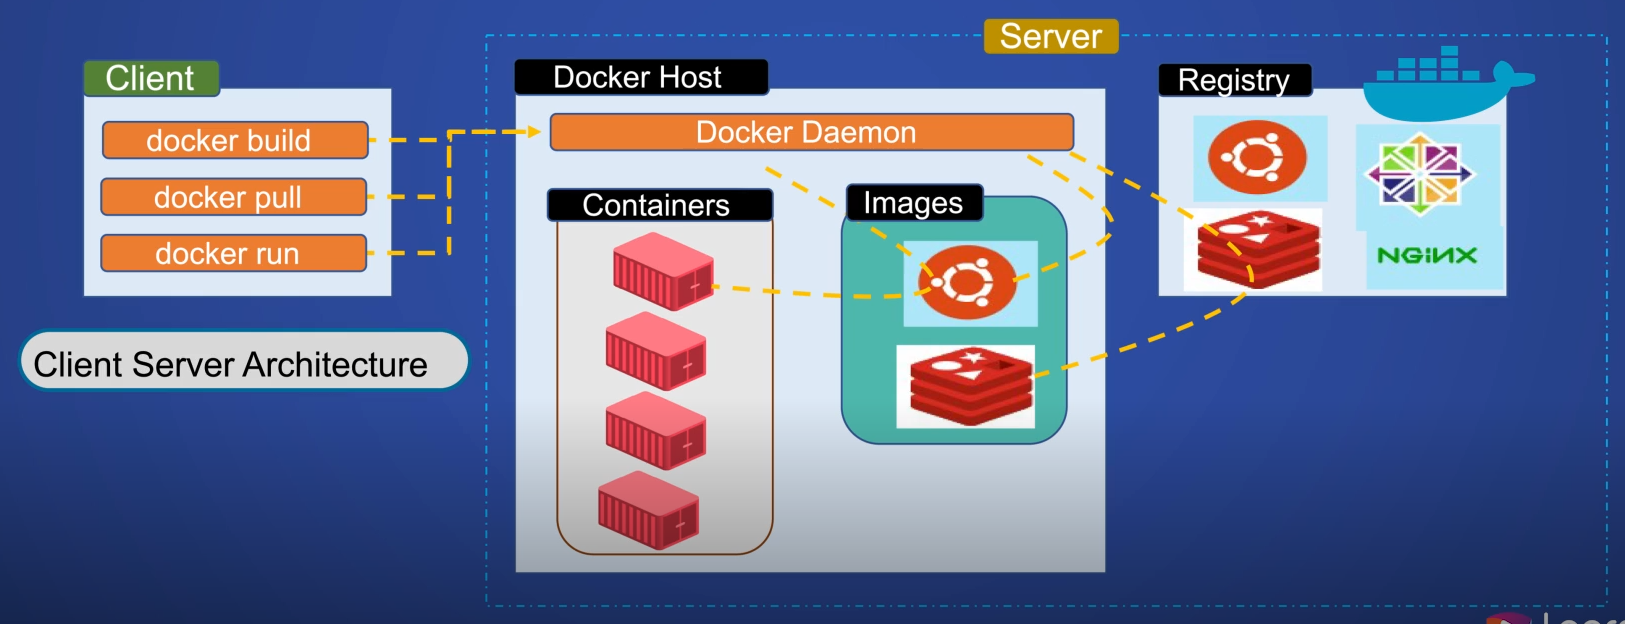 Server
Client
Docker Host
Registry
docker build
Docker Daemon
docker pull
Containers
Images
docker run
NGiNX
Client Server Architecture